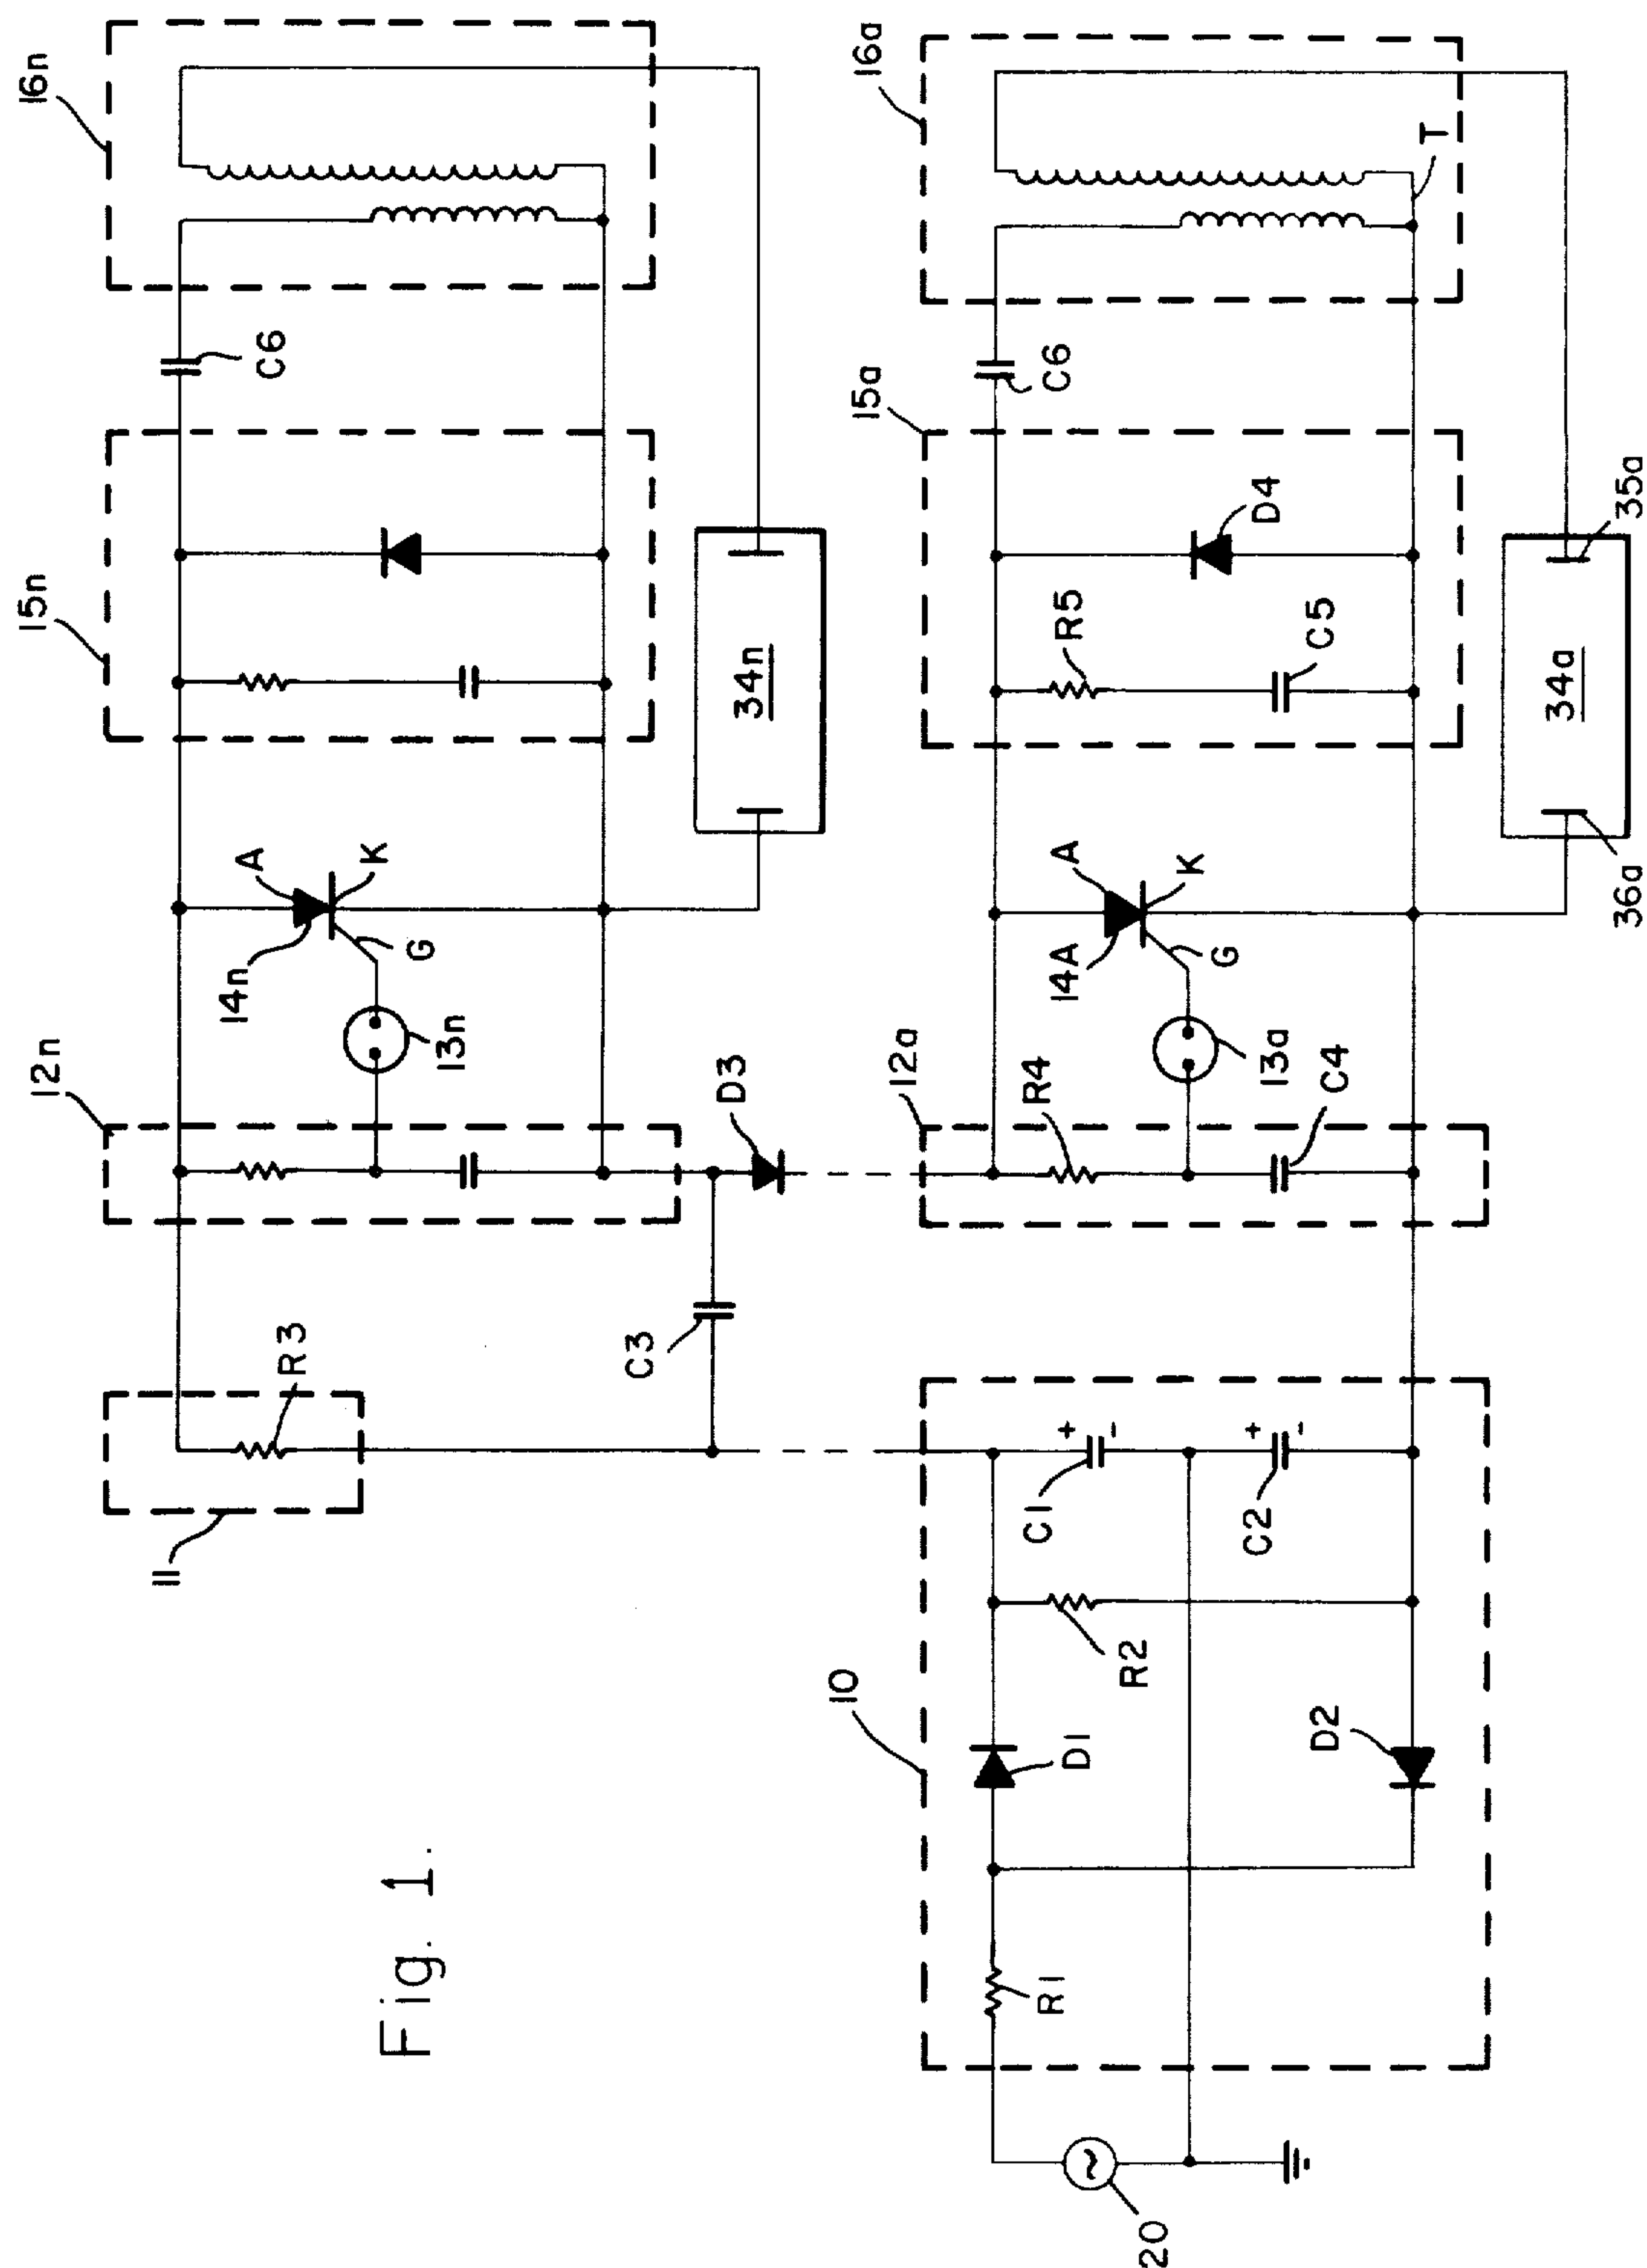 16n
C6
15n
34n
A
K
G
14n
13n
12n
D3
C3
R3
11
16a
T
C6
15a
D4
35a
R5
C5
34a
A
K
36a
G
14A
13a
12a
R4
C4
+
-
+
-
C1
C2
R2
10
D1
D2
R1
20
Fig. 1.